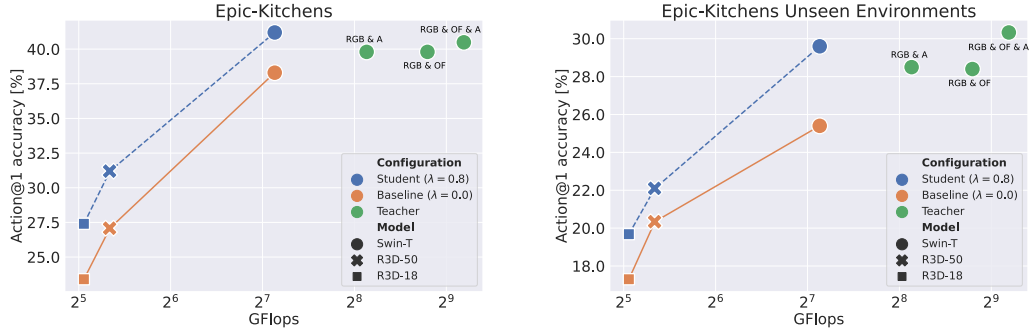 Epic-Kitchens
Action@1 accuracy [%]
40.0
37.5
35.0
32.5
30.0
27.5
25.0
RGB & A
RGB & OF
RGB & OF & A
Configuration
Student (λ = 0.8)
Baseline (λ = 0.0)
Teacher
Model
Swin-T
R3D-50
R3D-18
2⁵
2⁶
2⁷
2⁸
2⁹
GFlops
Epic-Kitchens Unseen Environments
Action@1 accuracy [%]
30.0
28.0
26.0
24.0
22.0
20.0
18.0
RGB & A
RGB & OF & A
RGB & OF
Configuration
Student (λ = 0.8)
Baseline (λ = 0.0)
Teacher
Model
Swin-T
R3D-50
R3D-18
2⁵
2⁶
2⁷
2⁸
2⁹
GFlops